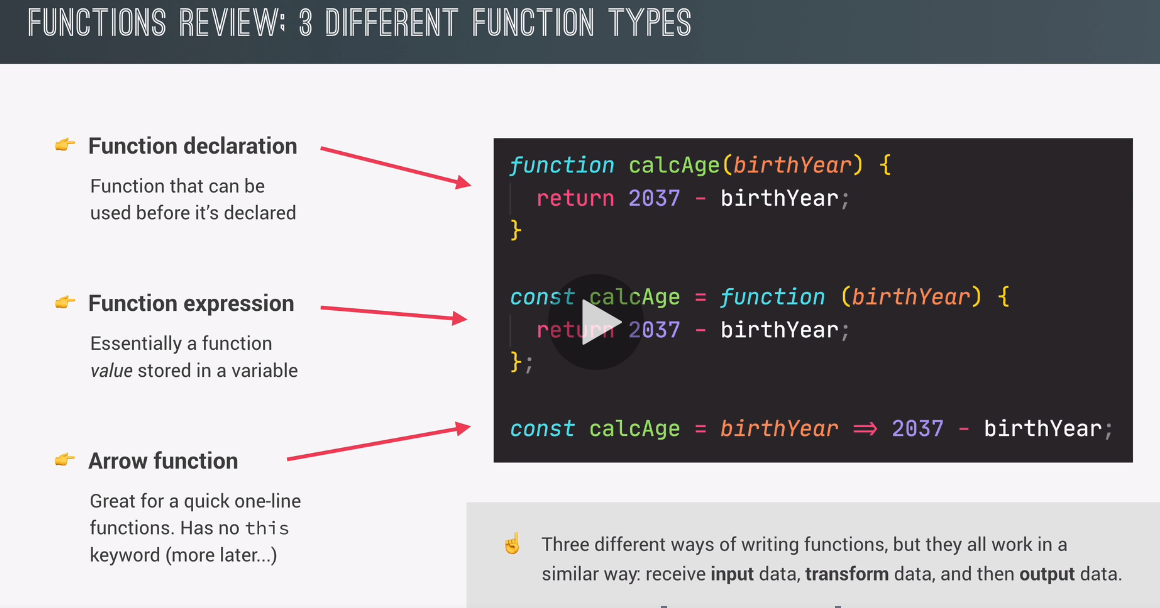 FUNCTIONS REVIEW; 3 DIFFERENT FUNCTION TYPES
👉 Function declaration
Function that can be
used before it’s declared
👉 Function expression
Essentially a function
value stored in a variable
👉 Arrow function
Great for a quick one-line
functions. Has no this
keyword (more later...)
function calcAge(birthYear) {
return 2037 - birthYear;
}
const calcAge = function (birthYear) {
return 2037 - birthYear;
};
const calcAge = birthYear => 2037 - birthYear;
☝️ Three different ways of writing functions, but they all work in a
similar way: receive input data, transform data, and then output data.